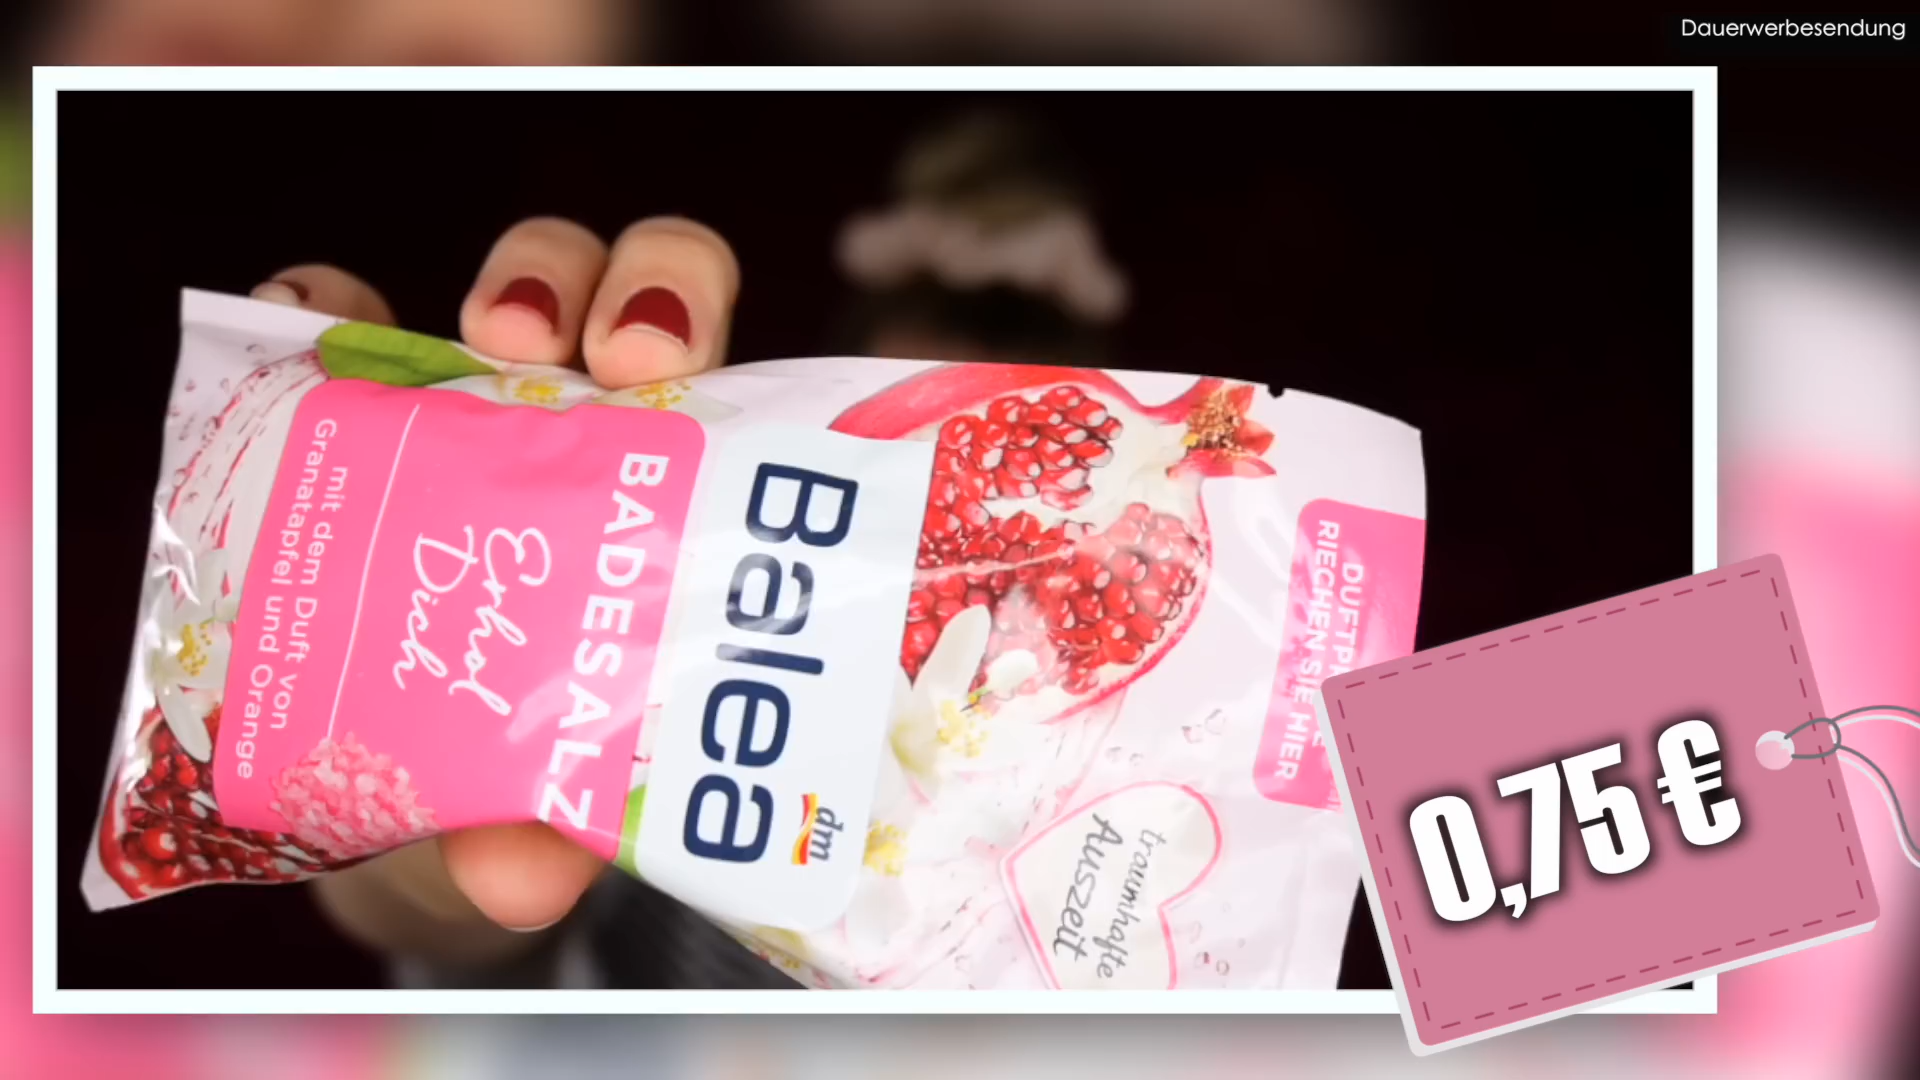 Dauerwerbesendung
DUFTPROBE
RIECHEN SIE HIER
Balea
dm
BADESALZ
Erhol
Dich
mit dem Duft von
Granatapfel und Orange
traumhafte
Auszeit
0,75 €